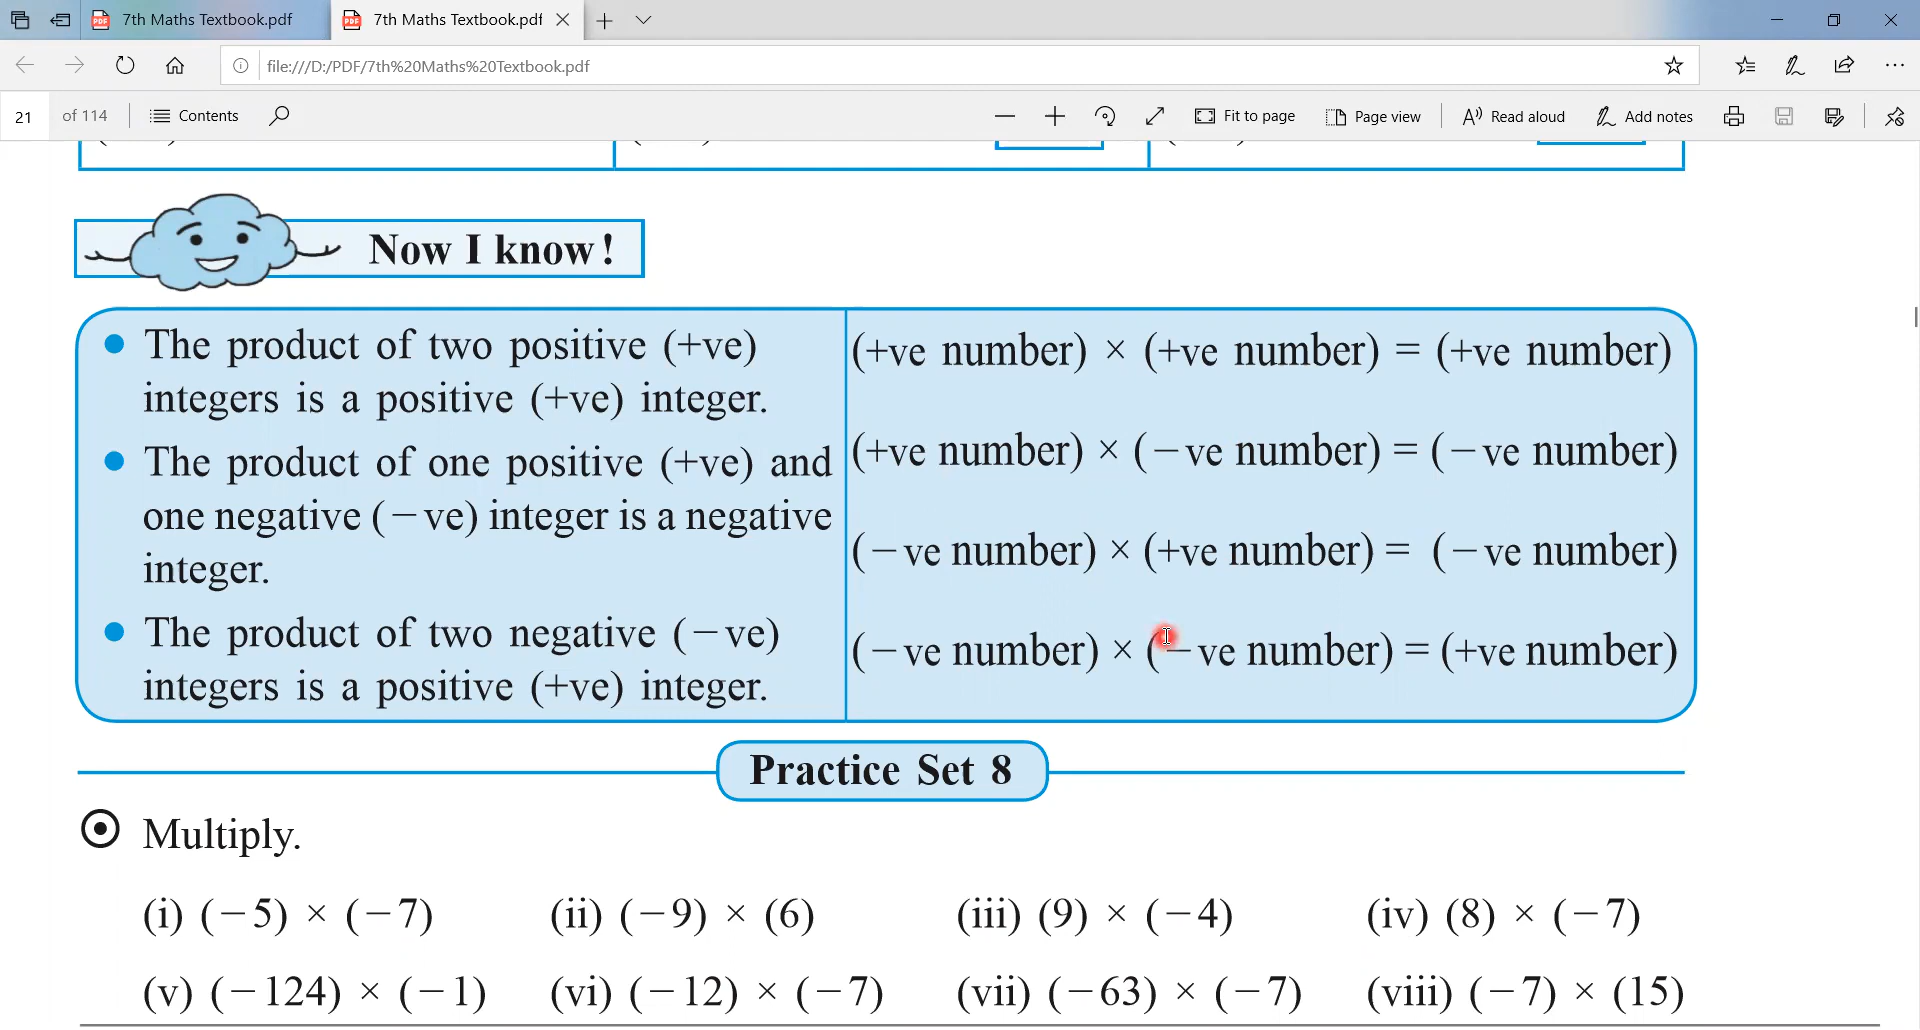 7th Maths Textbook.pdf
7th Maths Textbook.pdf
file:///D:/PDF/7th%20Maths%20Textbook.pdf
21 of 114 Contents Fit to page Page view Read aloud Add notes
Now I know!
• The product of two positive (+ve)
integers is a positive (+ve) integer.
• The product of one positive (+ve) and
one negative (−ve) integer is a negative
integer.
• The product of two negative (−ve)
integers is a positive (+ve) integer.
(+ve number) × (+ve number) = (+ve number)
(+ve number) × (−ve number) = (−ve number)
(−ve number) × (+ve number) = (−ve number)
(−ve number) × (−ve number) = (+ve number)
Practice Set 8
Multiply.
(i) (−5) × (−7) (ii) (−9) × (6) (iii) (9) × (−4) (iv) (8) × (−7)
(v) (−124) × (−1) (vi) (−12) × (−7) (vii) (−63) × (−7) (viii) (−7) × (15)